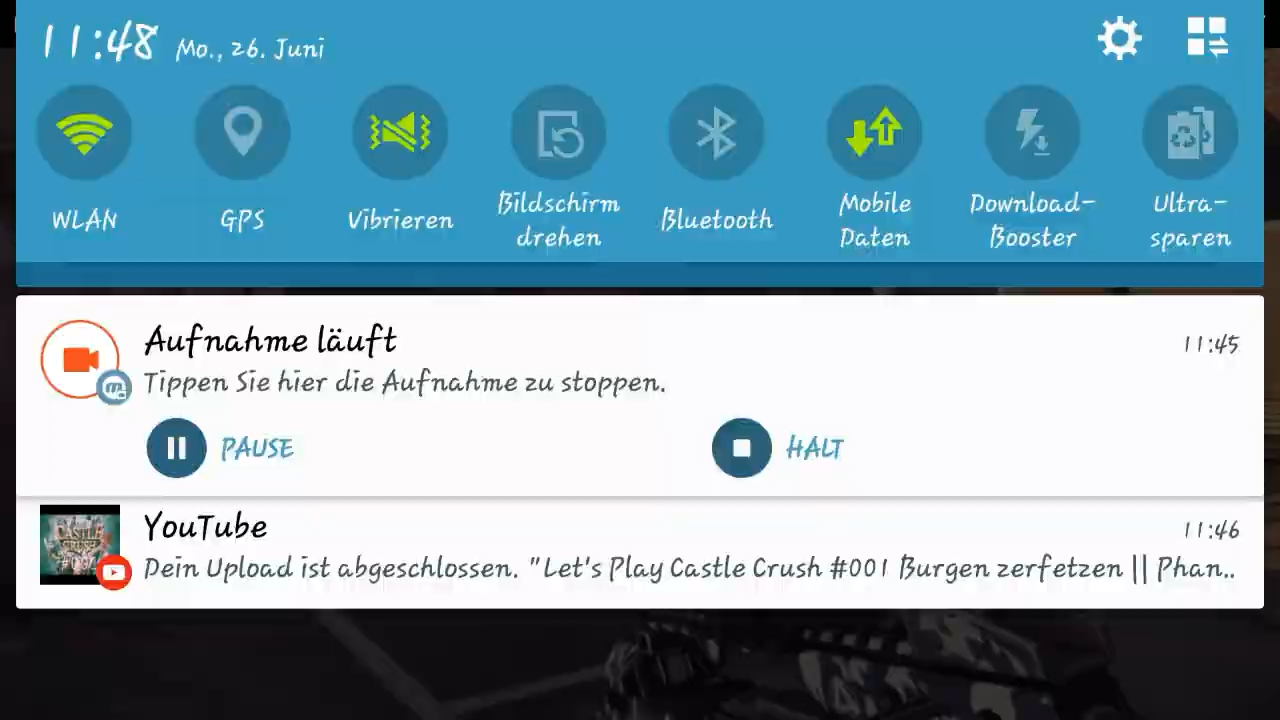 11:48 Mo., 26. Juni
WLAN GPS Vibrieren Bildschirm drehen Bluetooth Mobile Daten Download-Booster Ultra-sparen
Aufnahme läuft 11:45
Tippen Sie hier die Aufnahme zu stoppen.
PAUSE HALT
CASTLE
CRUSH
YouTube 11:46
Dein Upload ist abgeschlossen. "Let's Play Castle Crush #001 Burgen zerfetzen || Phan..